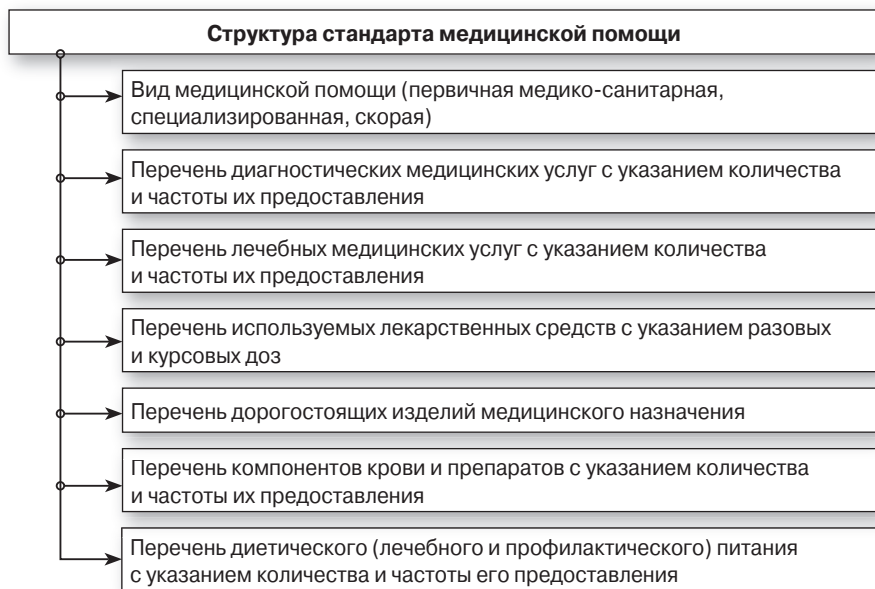 Структура стандарта медицинской помощи
Вид медицинской помощи (первичная медико-санитарная,
специализированная, скорая)
Перечень диагностических медицинских услуг с указанием количества
и частоты их предоставления
Перечень лечебных медицинских услуг с указанием количества
и частоты их предоставления
Перечень используемых лекарственных средств с указанием разовых
и курсовых доз
Перечень дорогостоящих изделий медицинского назначения
Перечень компонентов крови и препаратов с указанием количества
и частоты их предоставления
Перечень диетического (лечебного и профилактического) питания
с указанием количества и частоты его предоставления